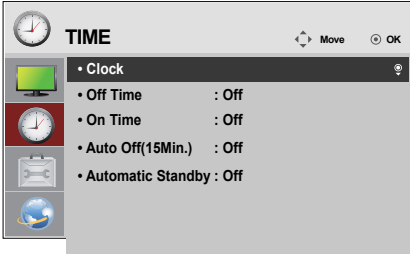 TIME Move OK
• Clock
• Off Time : Off
• On Time : Off
• Auto Off(15Min.) : Off
• Automatic Standby : Off